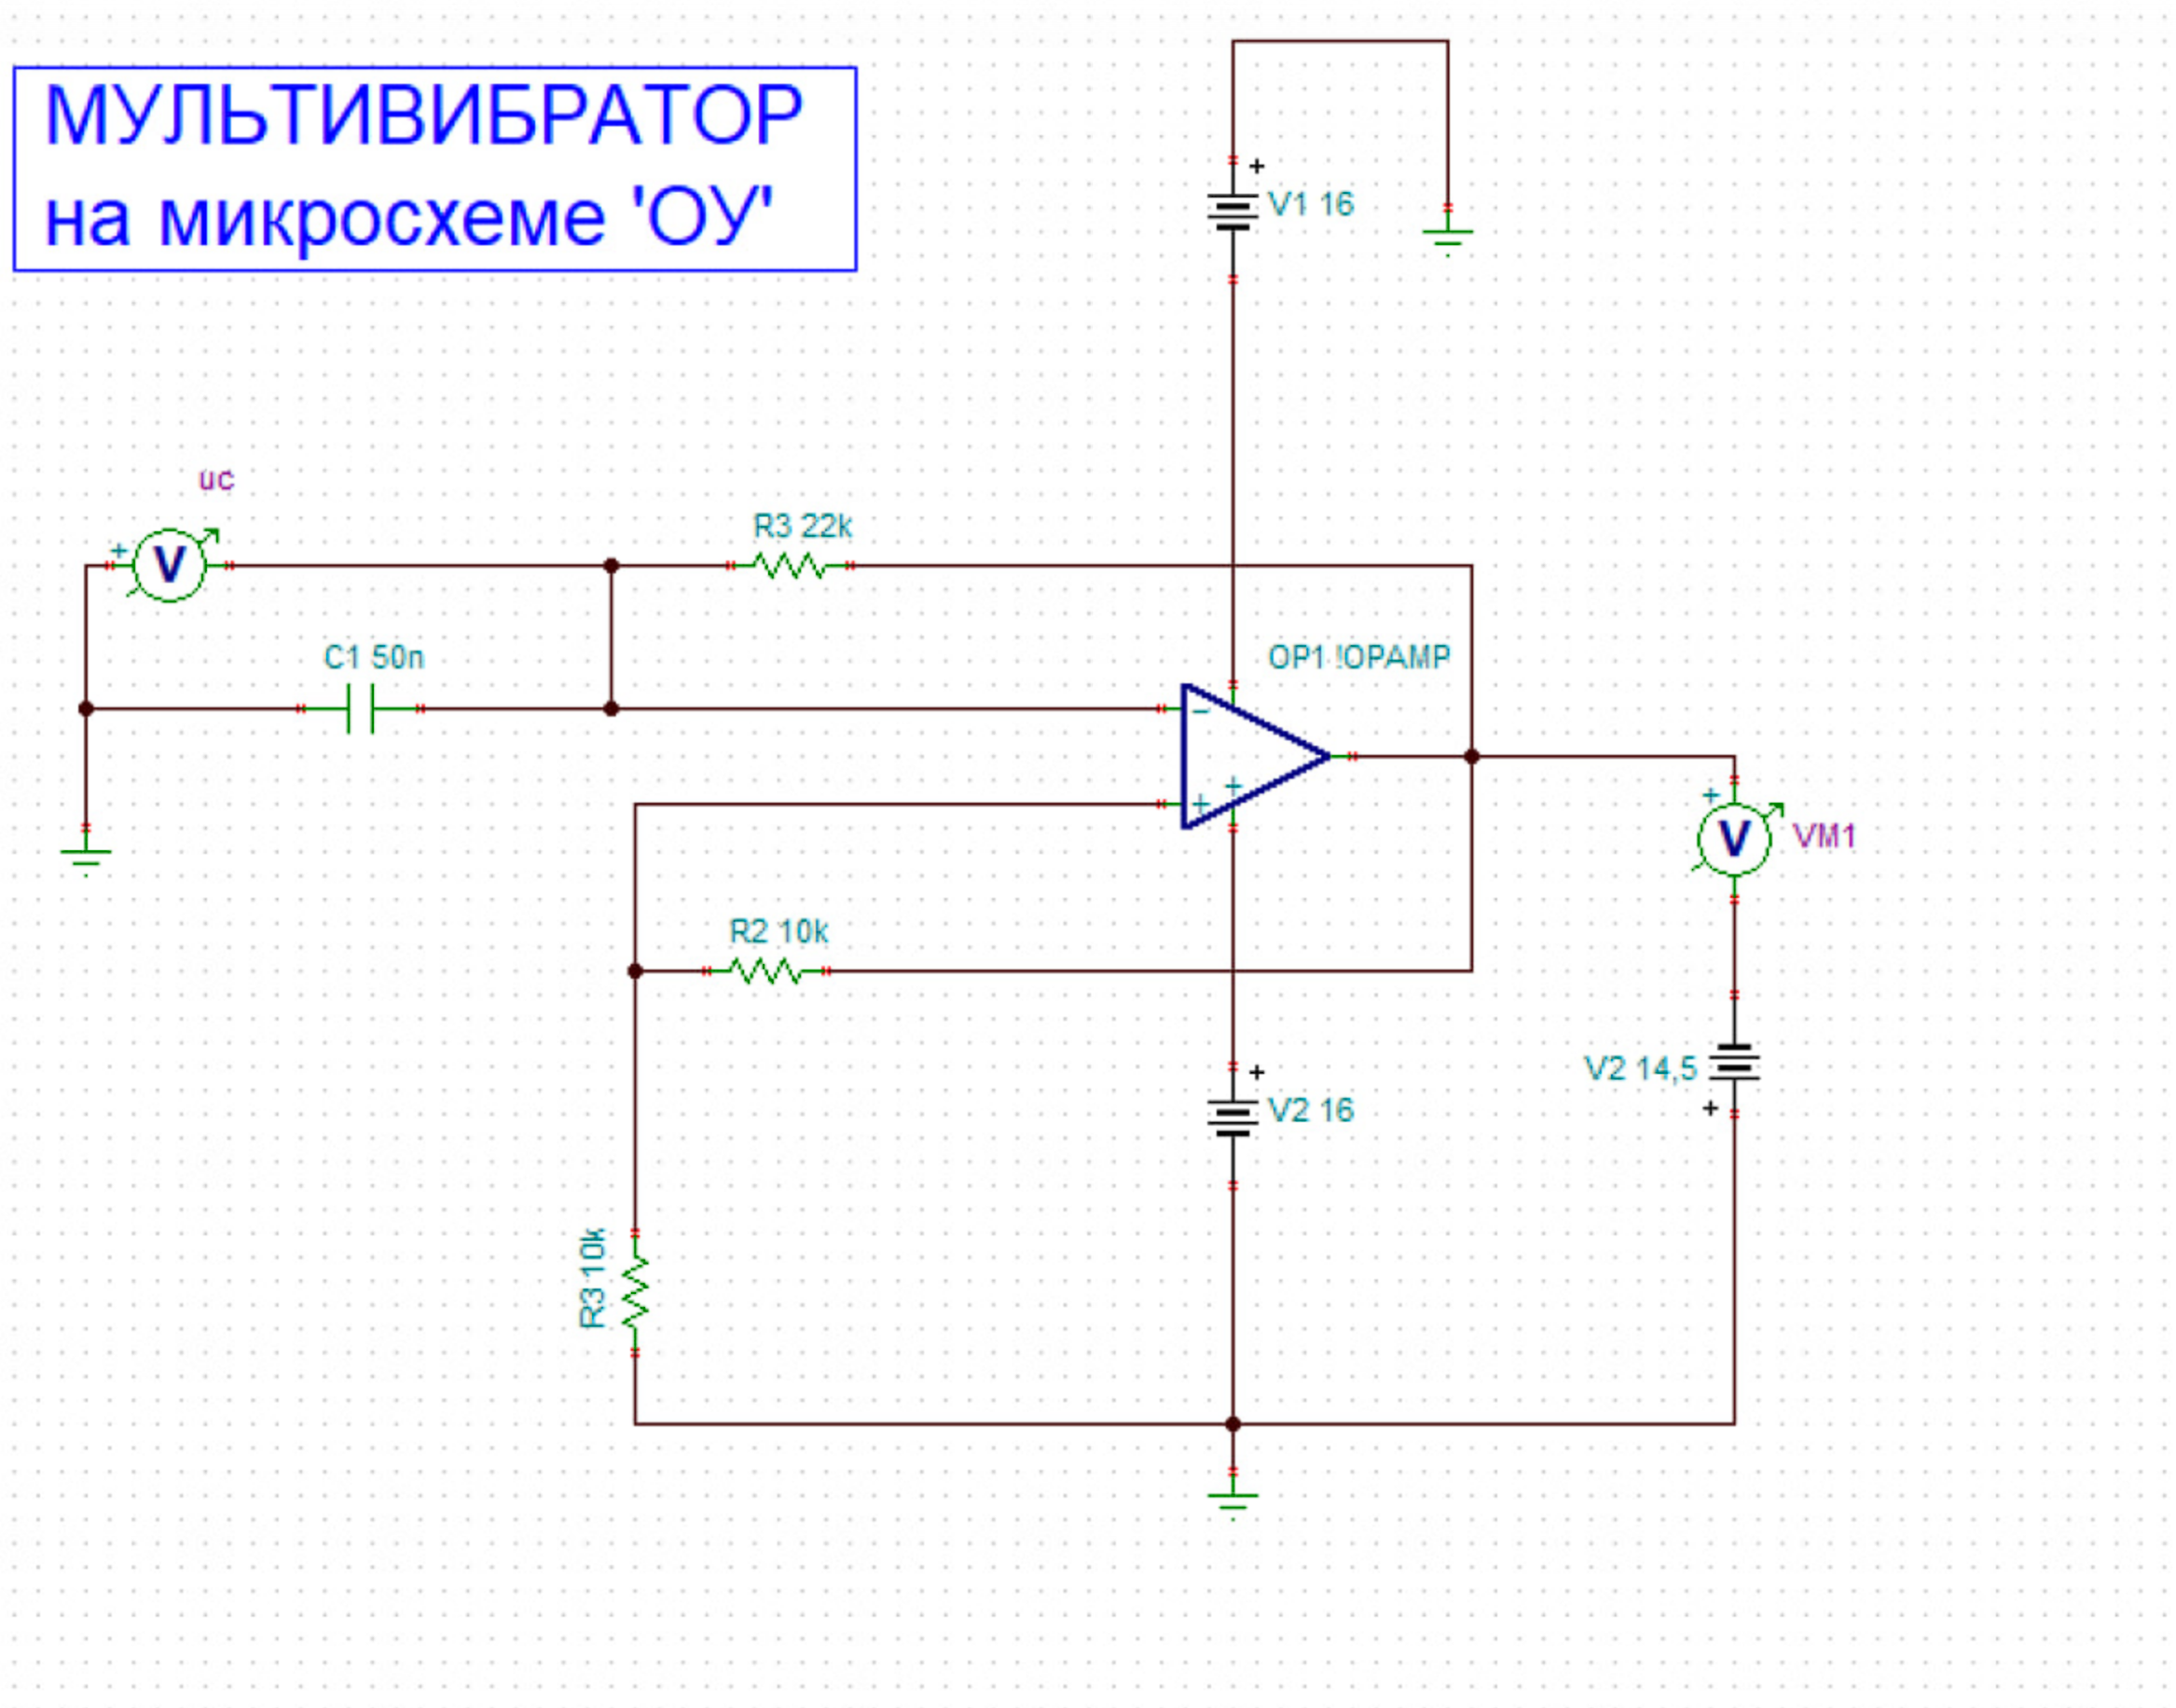 МУЛЬТИВИБРАТОР
на микросхеме 'ОУ'
+
V1 16
uc
R3 22k
+
V
C1 50n
OP1 !OPAMP
−
+
+
+
V
VM1
R2 10k
V2 14,5
+
+
V2 16
R3 10k